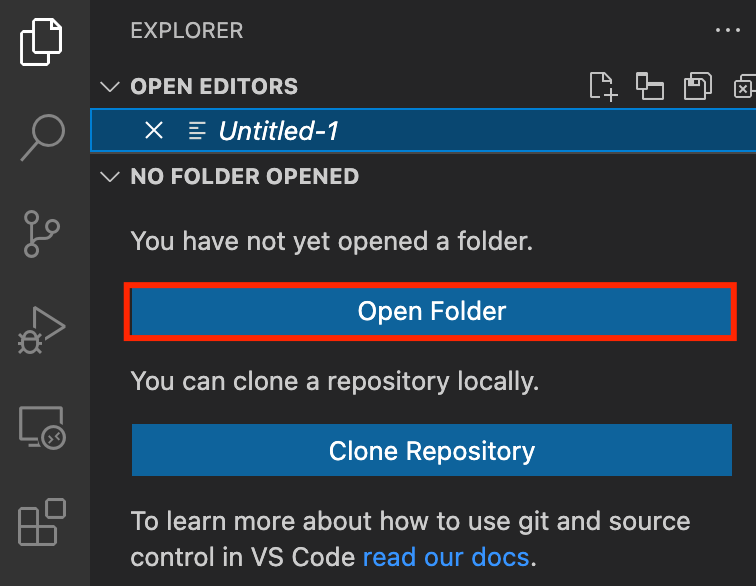 EXPLORER
OPEN EDITORS
Untitled-1
NO FOLDER OPENED
You have not yet opened a folder.
Open Folder
You can clone a repository locally.
Clone Repository
To learn more about how to use git and source
control in VS Code read our docs.